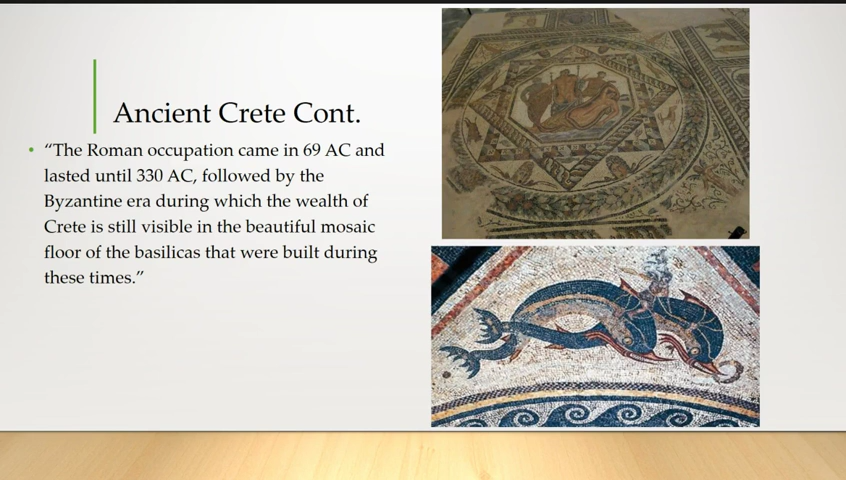 Ancient Crete Cont.
• “The Roman occupation came in 69 AC and
lasted until 330 AC, followed by the
Byzantine era during which the wealth of
Crete is still visible in the beautiful mosaic
floor of the basilicas that were built during
these times.”